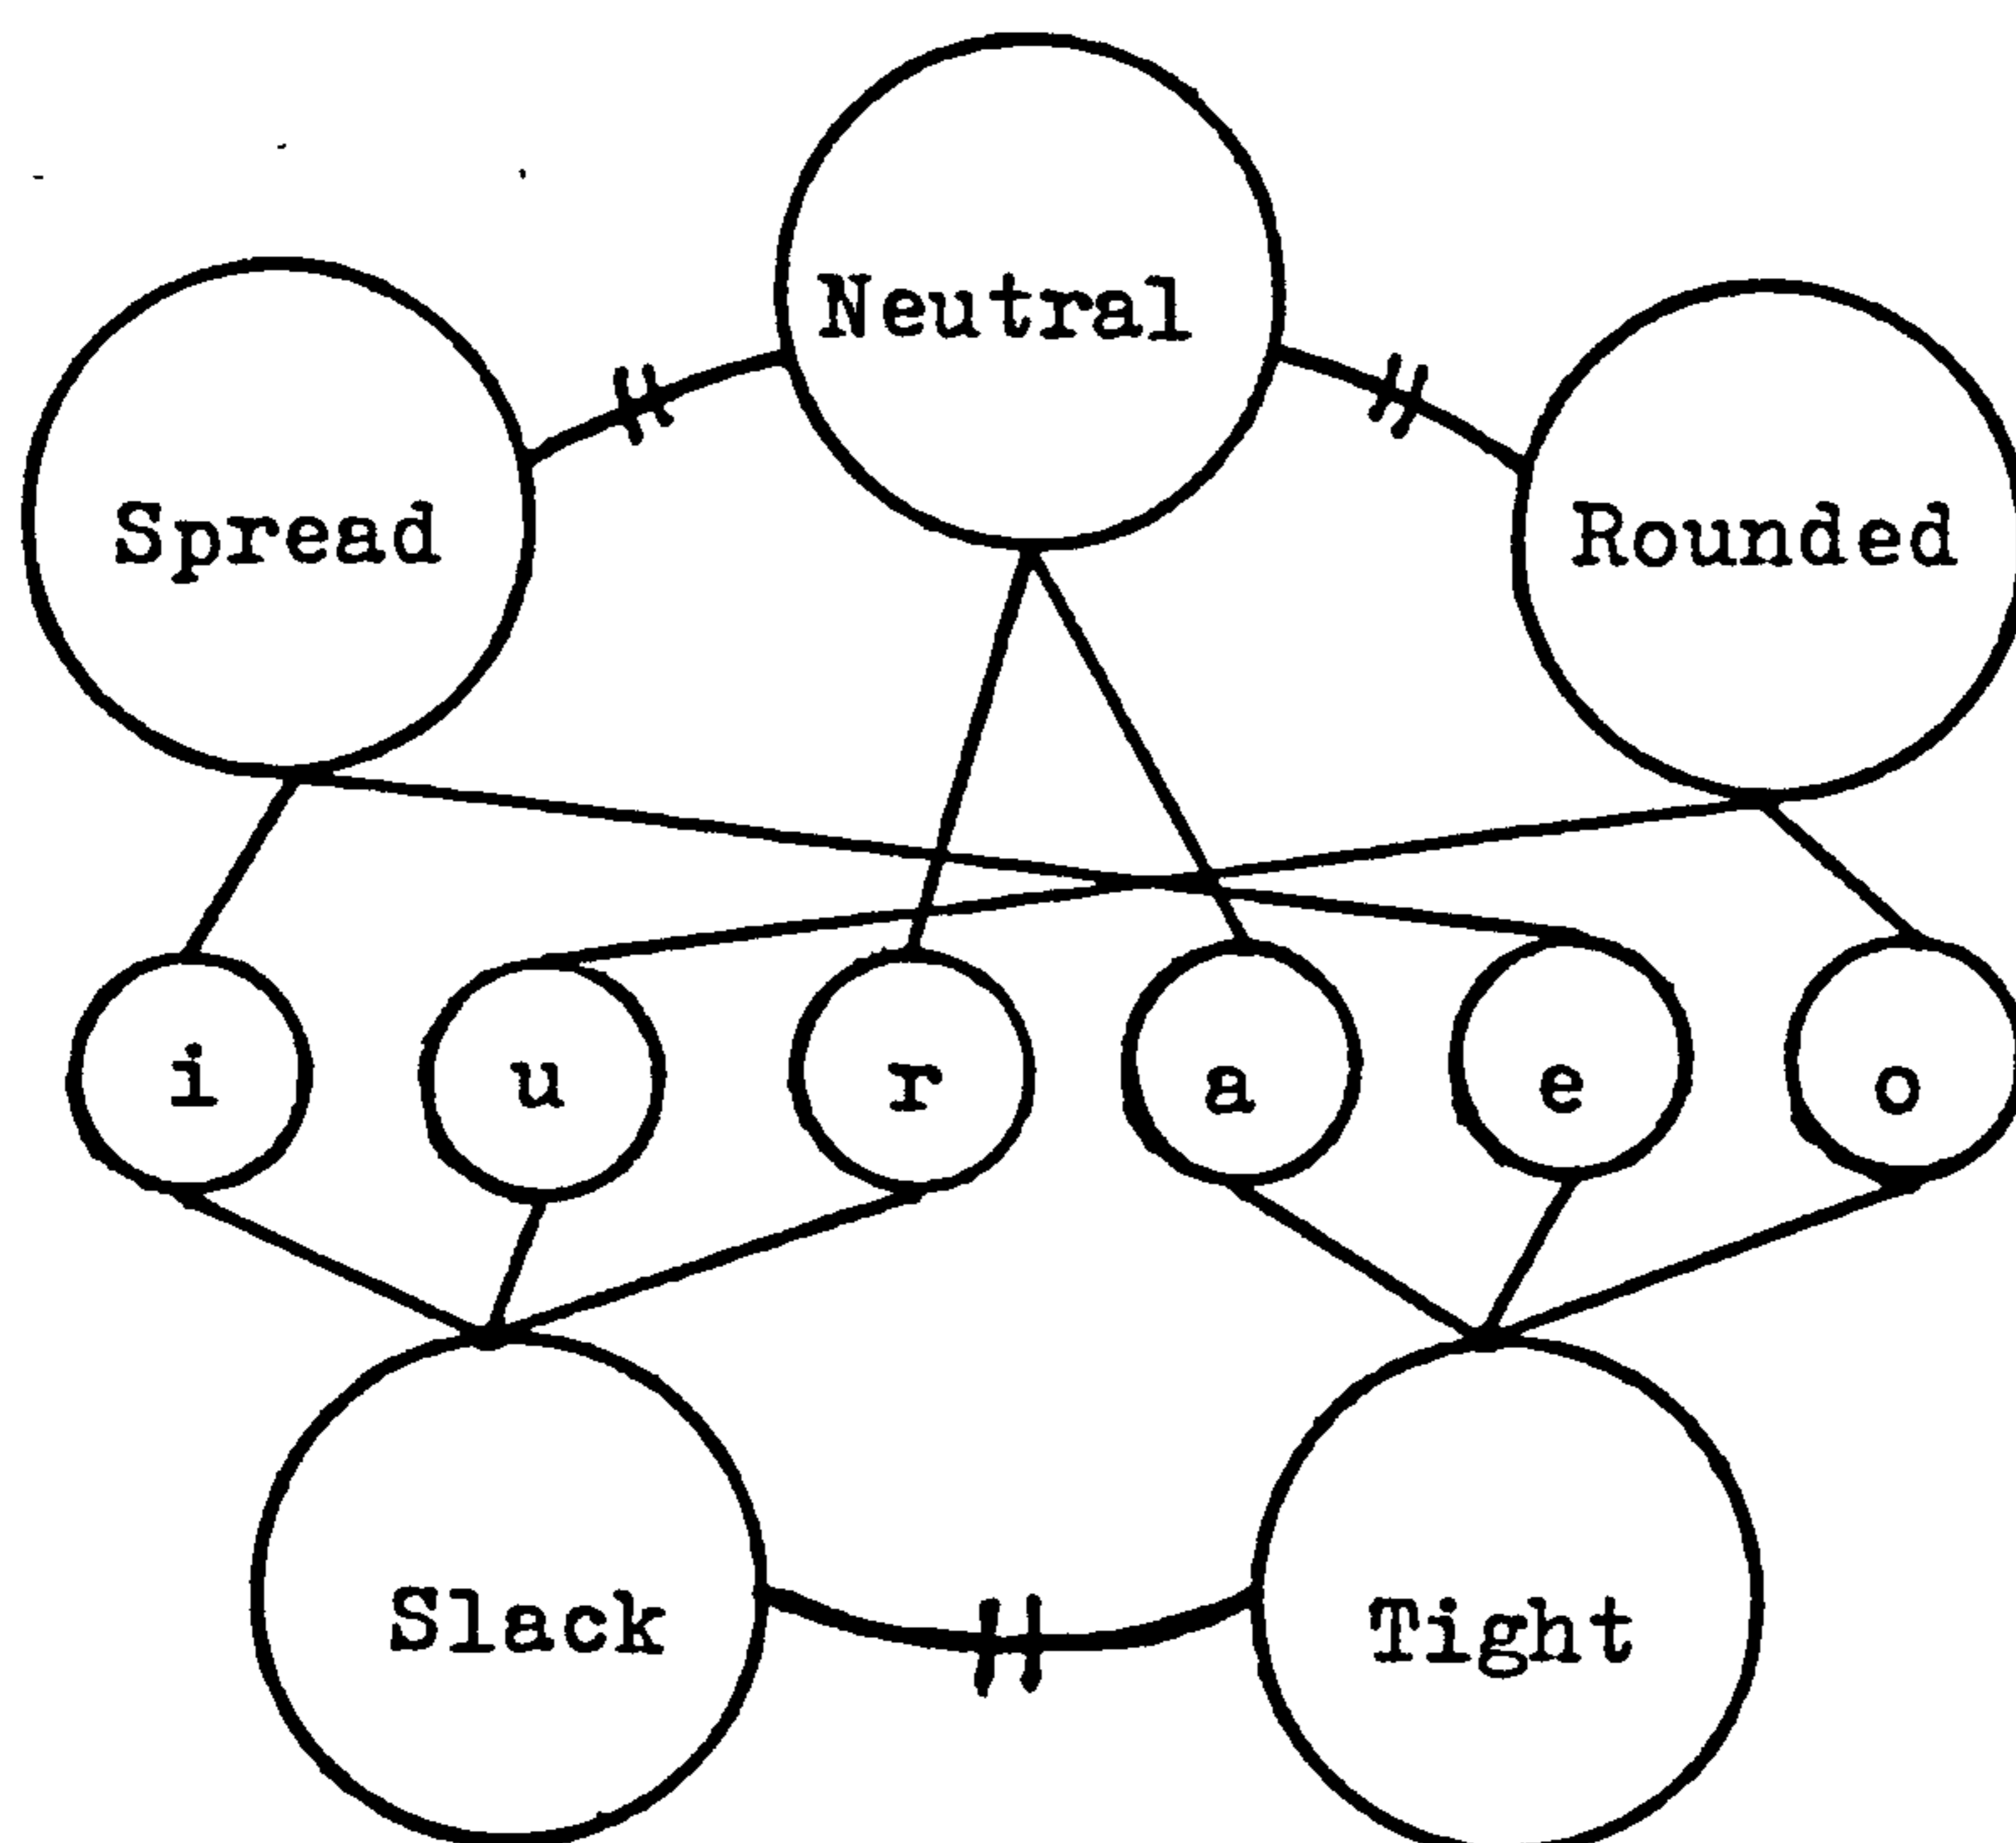 Neutral
Spread
Rounded
i u r a e o
Slack
Tight